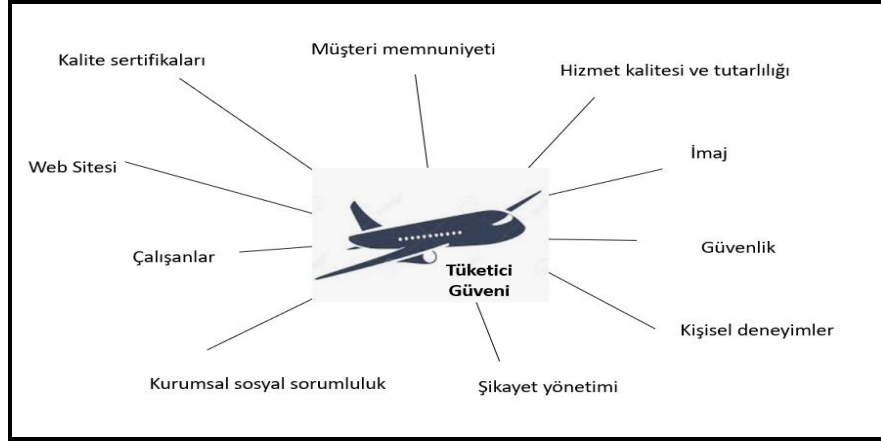 Müşteri memnuniyeti
Kalite sertifikaları
Hizmet kalitesi ve tutarlılığı
İmaj
Web Sitesi
Güvenlik
Çalışanlar
Tüketici
Güveni
Kişisel deneyimler
Kurumsal sosyal sorumluluk
Şikayet yönetimi